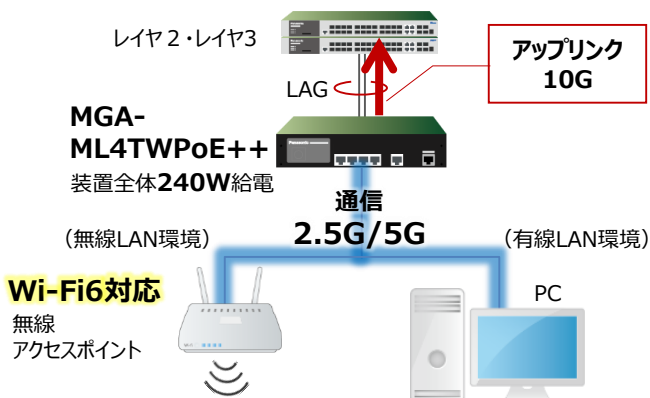 レイヤ２・レイヤ3
アップリンク
10G
LAG
MGA-
ML4TWPoE++
装置全体240W給電
Panasonic
通信
2.5G/5G
（無線LAN環境）
（有線LAN環境）
Wi-Fi6対応
無線
アクセスポイント
PC